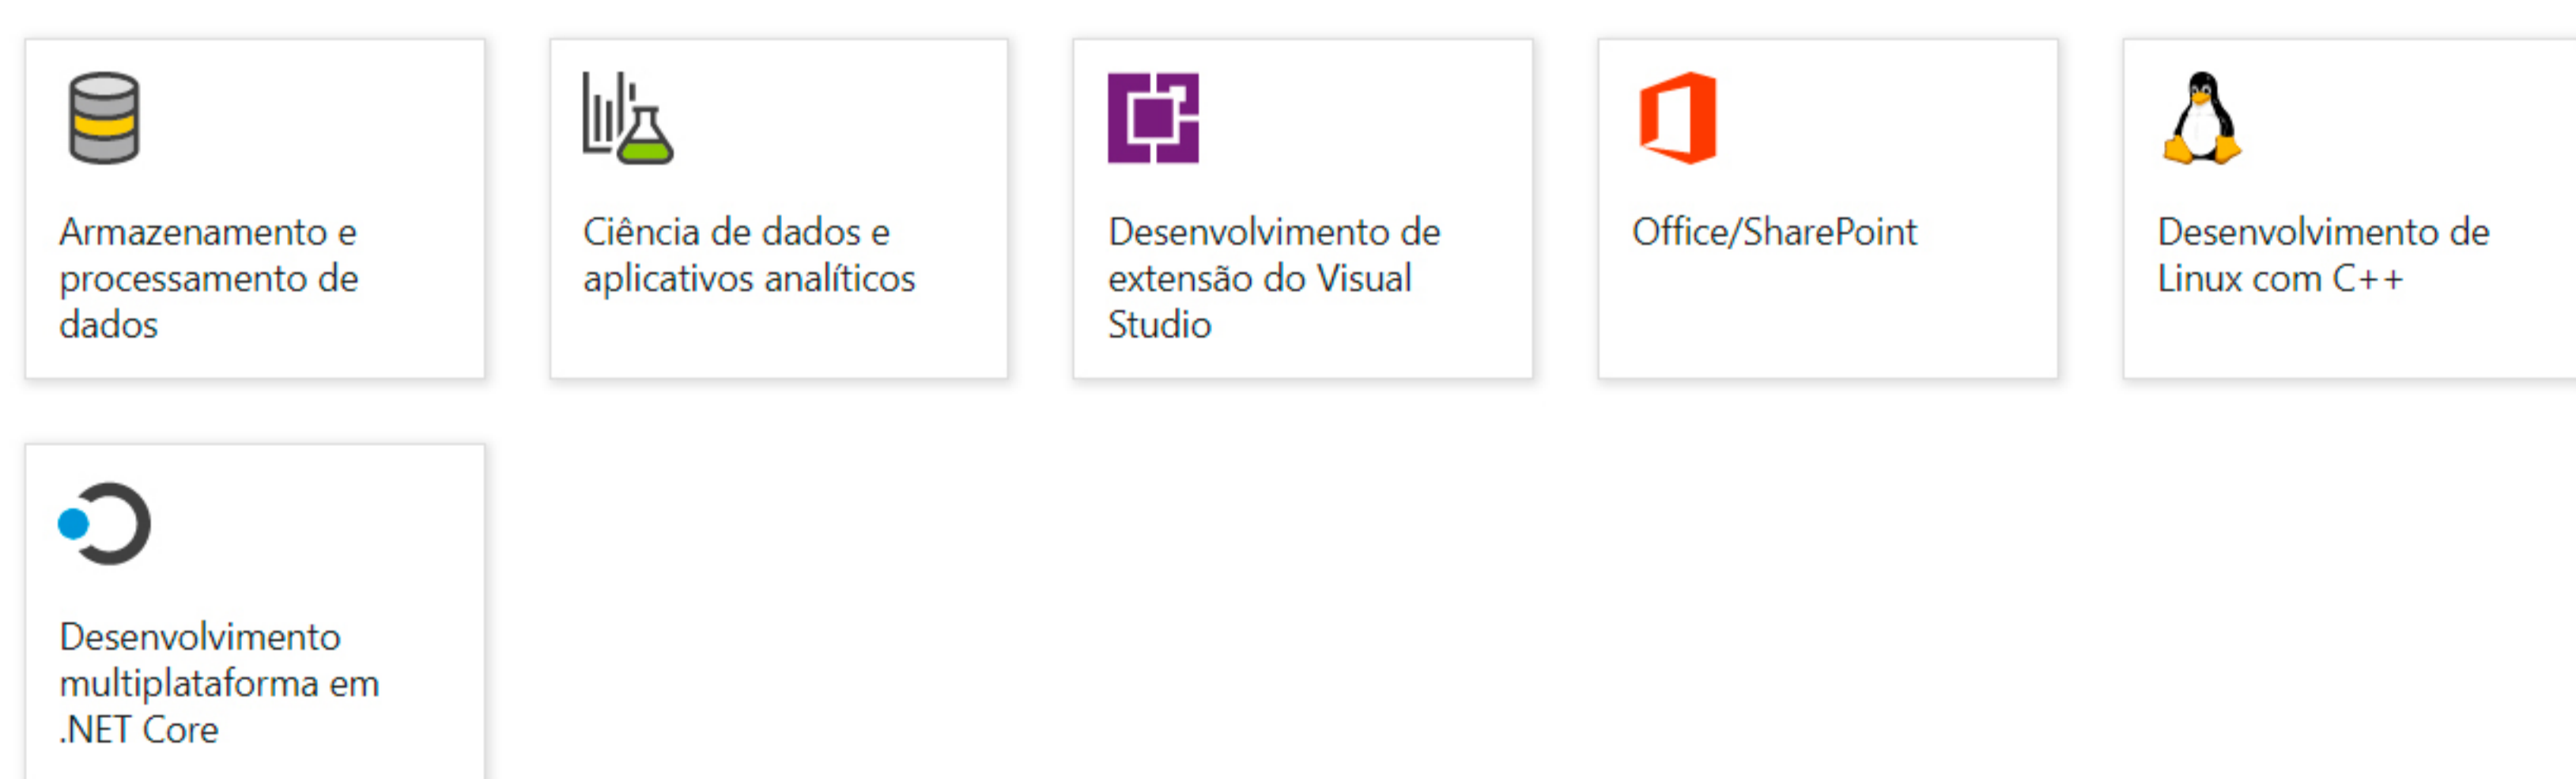 Armazenamento e
processamento de
dados
Ciência de dados e
aplicativos analíticos
Desenvolvimento de
extensão do Visual
Studio
Office/SharePoint
Desenvolvimento de
Linux com C++
Desenvolvimento
multiplataforma em
.NET Core